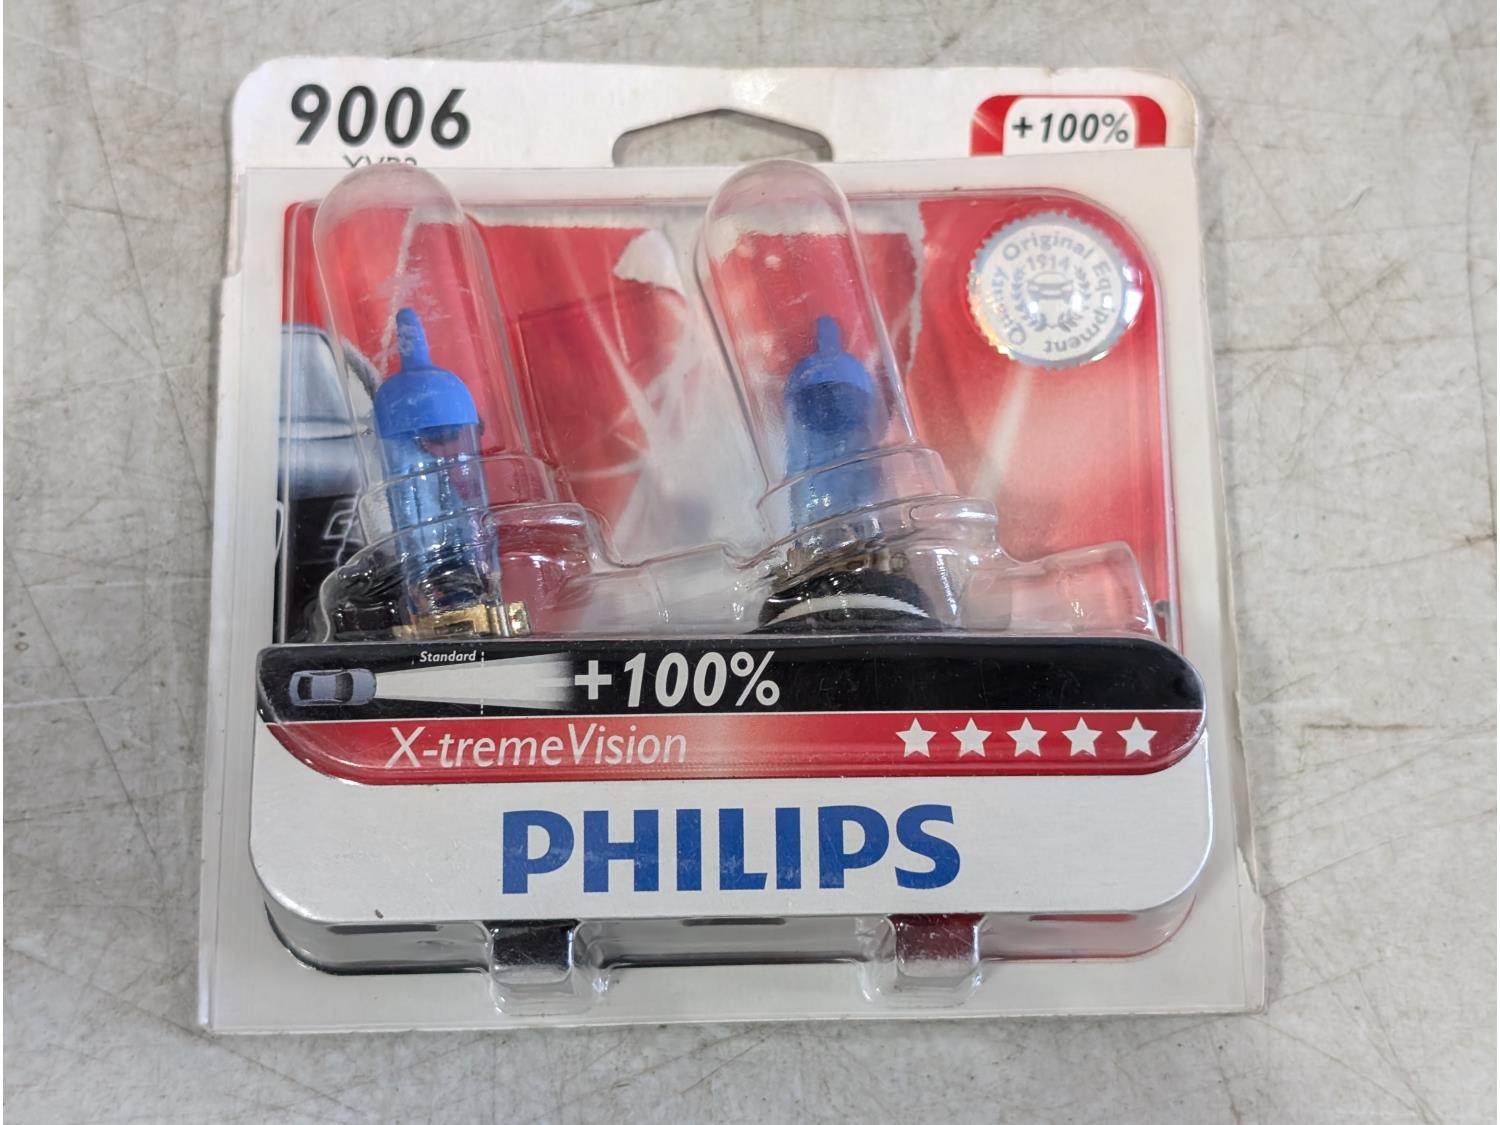 9006
+100%
Quality Original Equipment
1914
Standard
+100%
X-tremeVision
PHILIPS